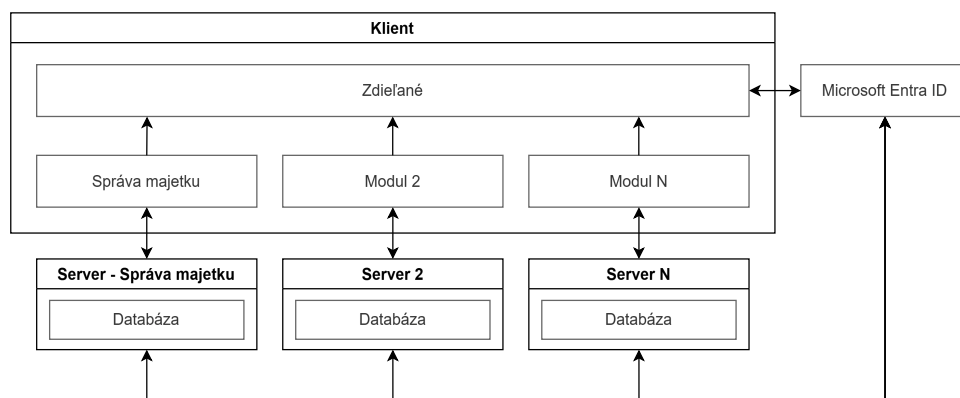 Klient
Zdieľané
Microsoft Entra ID
Správa majetku
Modul 2
Modul N
Server - Správa majetku
Server 2
Server N
Databáza
Databáza
Databáza